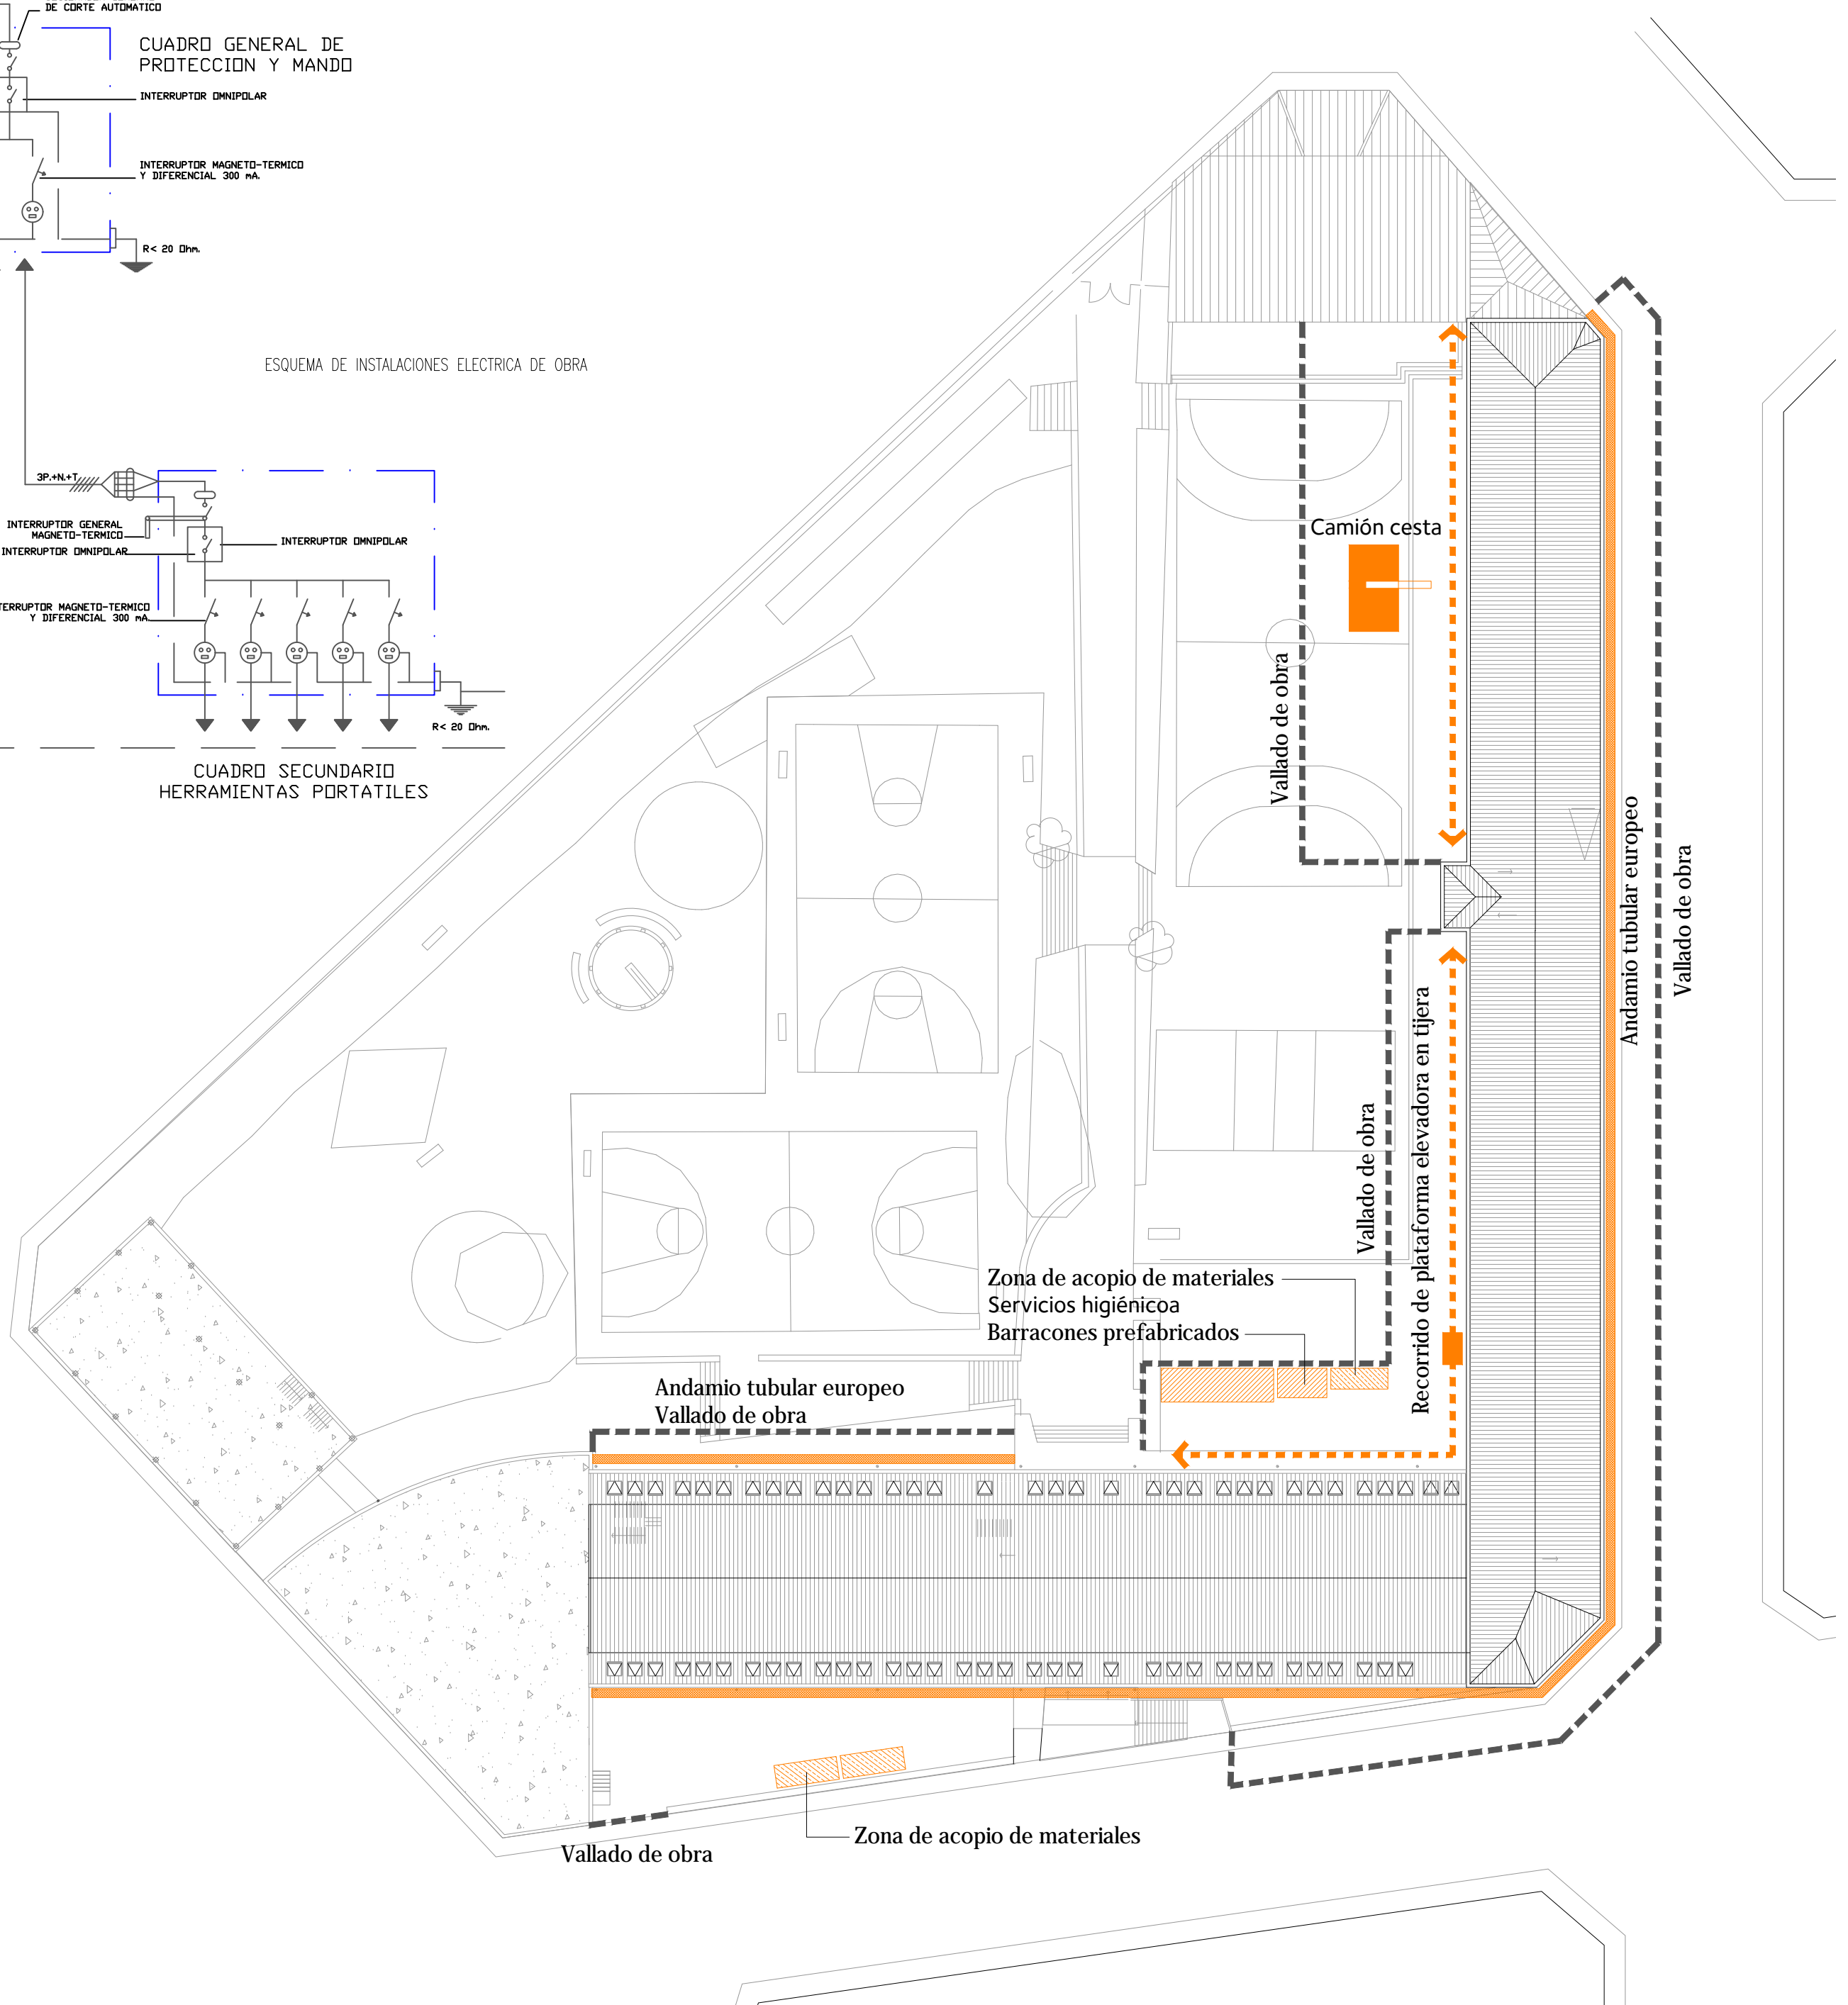 DE CORTE AUTOMATICO
CUADRO GENERAL DE
PROTECCION Y MANDO
INTERRUPTOR OMNIPOLAR
INTERRUPTOR MAGNETO-TERMICO
Y DIFERENCIAL 300 mA.
R< 20 Ohm.
ESQUEMA DE INSTALACIONES ELECTRICA DE OBRA
3P.+N.+T
INTERRUPTOR GENERAL
MAGNETO-TERMICO
INTERRUPTOR OMNIPOLAR
INTERRUPTOR OMNIPOLAR
ERRUPTOR MAGNETO-TERMICO
Y DIFERENCIAL 300 mA.
R< 20 Ohm.
CUADRO SECUNDARIO
HERRAMIENTAS PORTATILES
Camión cesta
Vallado de obra
Andamio tubular europeo
Vallado de obra
Recorrido de plataforma elevadora en tijera
Vallado de obra
Zona de acopio de materiales
Servicios higiénicoa
Barracones prefabricados
Andamio tubular europeo
Vallado de obra
Zona de acopio de materiales
Vallado de obra